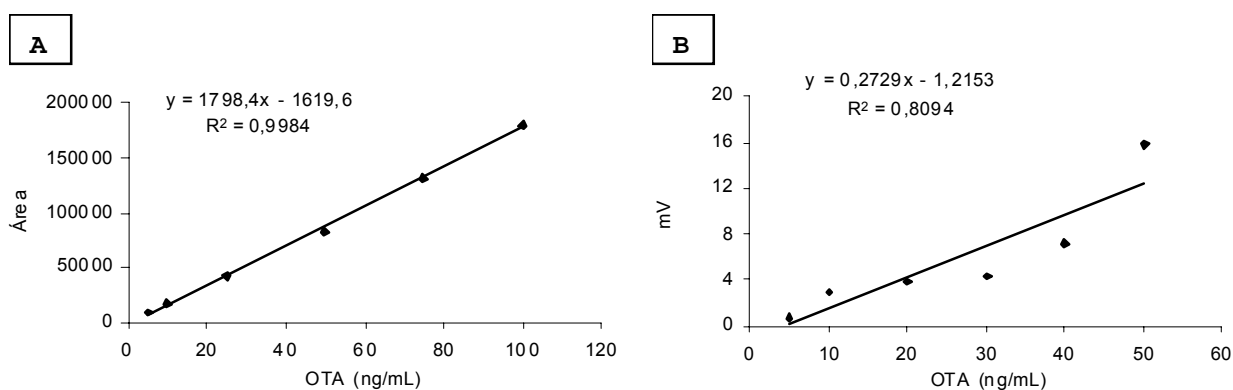 A
y = 1798,4x - 1619,6
R² = 0,9984
200000
150000
100000
50000
0
Área
0 20 40 60 80 100 120
OTA (ng/mL)
B
y = 0,2729x - 1,2153
R² = 0,8094
20
16
12
8
4
0
mV
0 10 20 30 40 50 60
OTA (ng/mL)